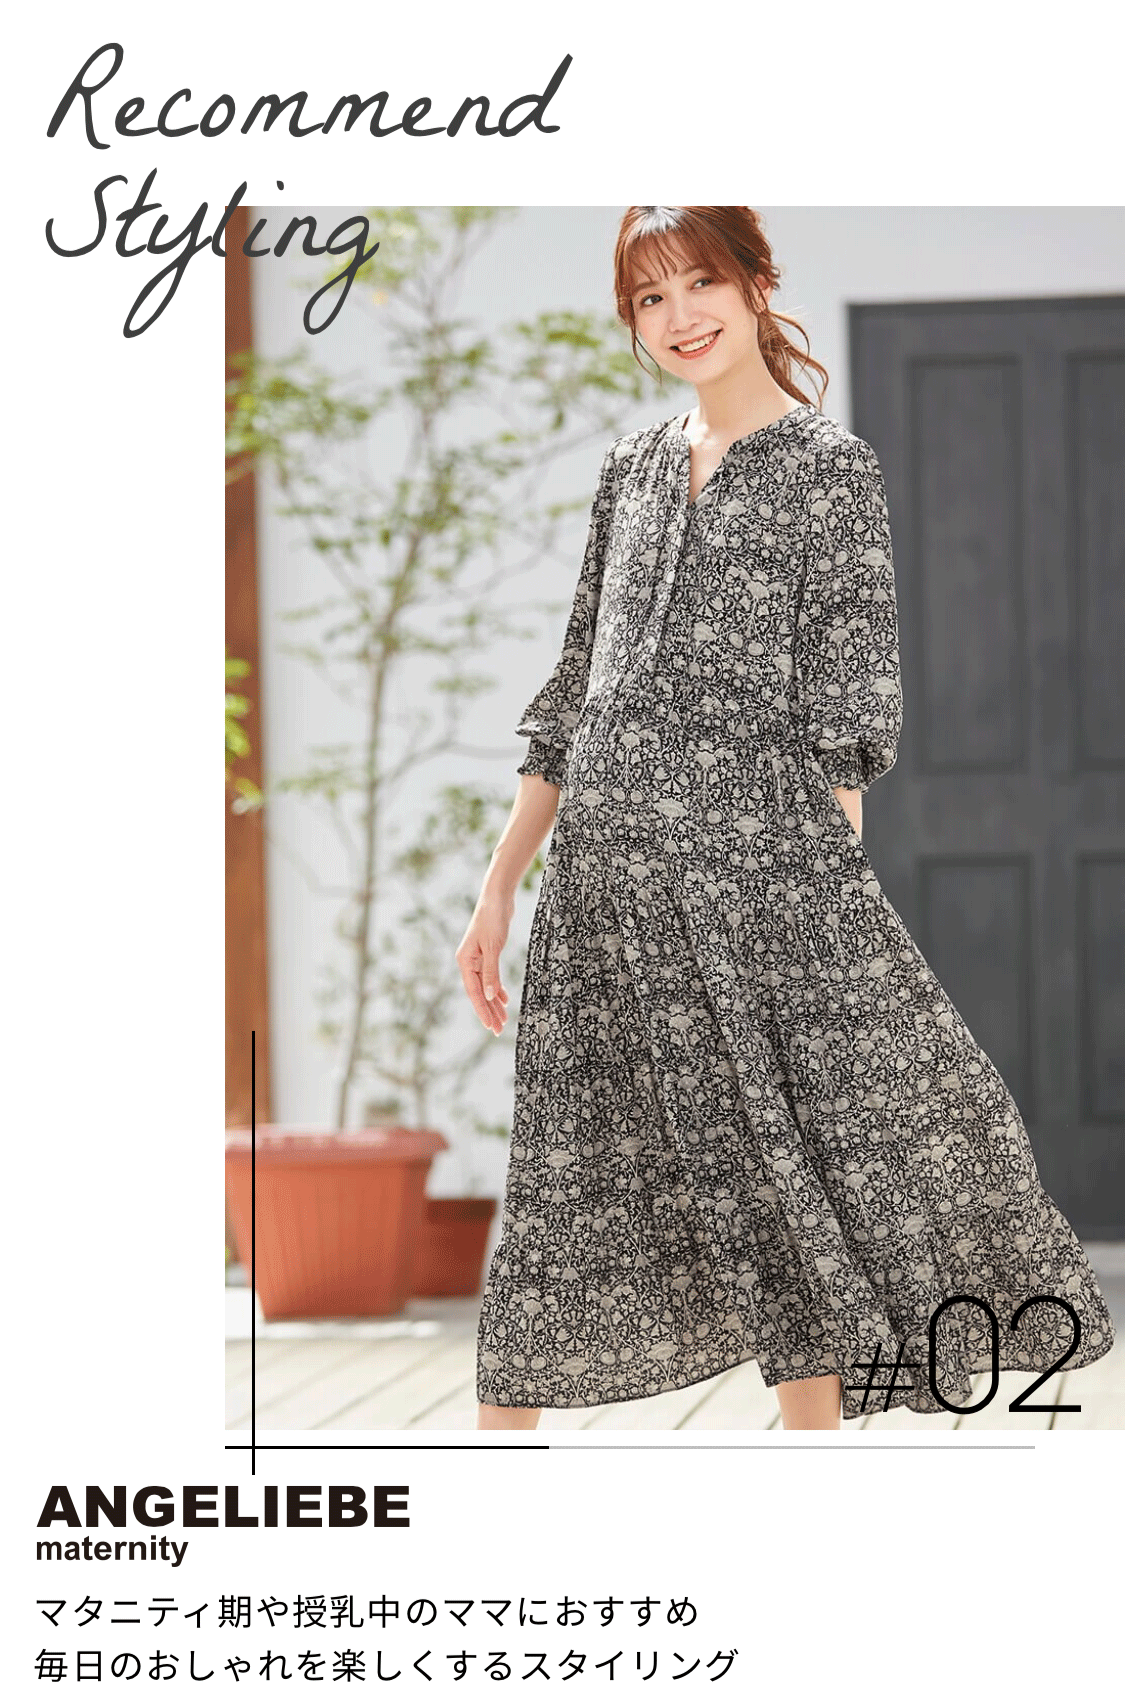 Recommend
Styling
#02
ANGELIEBE
maternity
マタニティ期や授乳中のママにおすすめ
毎日のおしゃれを楽しくするスタイリング